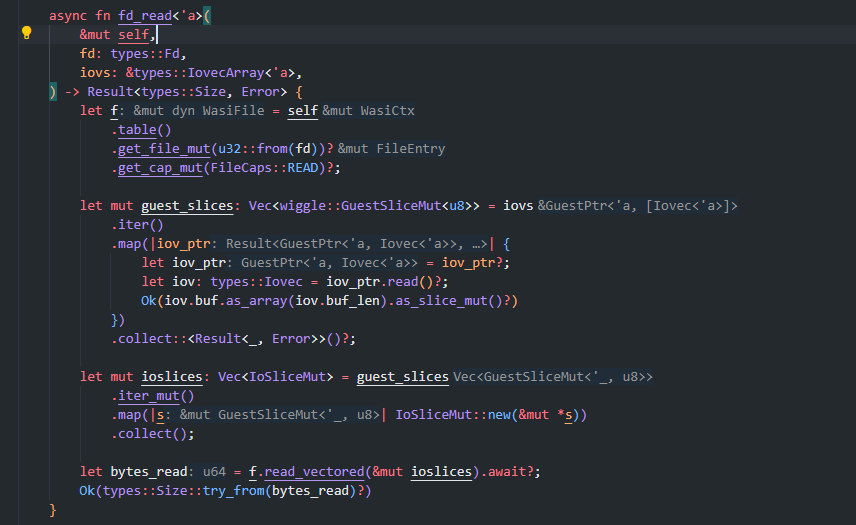 async fn fd_read<'a>(
&mut self,
fd: types::Fd,
iovs: &types::IovecArray<'a>,
) -> Result<types::Size, Error> {
let f: &mut dyn WasiFile = self &mut WasiCtx
.table()
.get_file_mut(u32::from(fd))? &mut FileEntry
.get_cap_mut(FileCaps::READ)?;
let mut guest_slices: Vec<wiggle::GuestSliceMut<u8>> = iovs &GuestPtr<'a, [Iovec<'a>]>
.iter()
.map(|iov_ptr: Result<GuestPtr<'a, Iovec<'a>>, …>| {
let iov_ptr: GuestPtr<'a, Iovec<'a>> = iov_ptr?;
let iov: types::Iovec = iov_ptr.read()?;
Ok(iov.buf.as_array(iov.buf_len).as_slice_mut()?)
})
.collect::<Result<_, Error>>()?;
let mut ioslices: Vec<IoSliceMut> = guest_slices Vec<GuestSliceMut<'_, u8>>
.iter_mut()
.map(|s: &mut GuestSliceMut<'_, u8>| IoSliceMut::new(&mut *s))
.collect();
let bytes_read: u64 = f.read_vectored(&mut ioslices).await?;
Ok(types::Size::try_from(bytes_read)?)
}